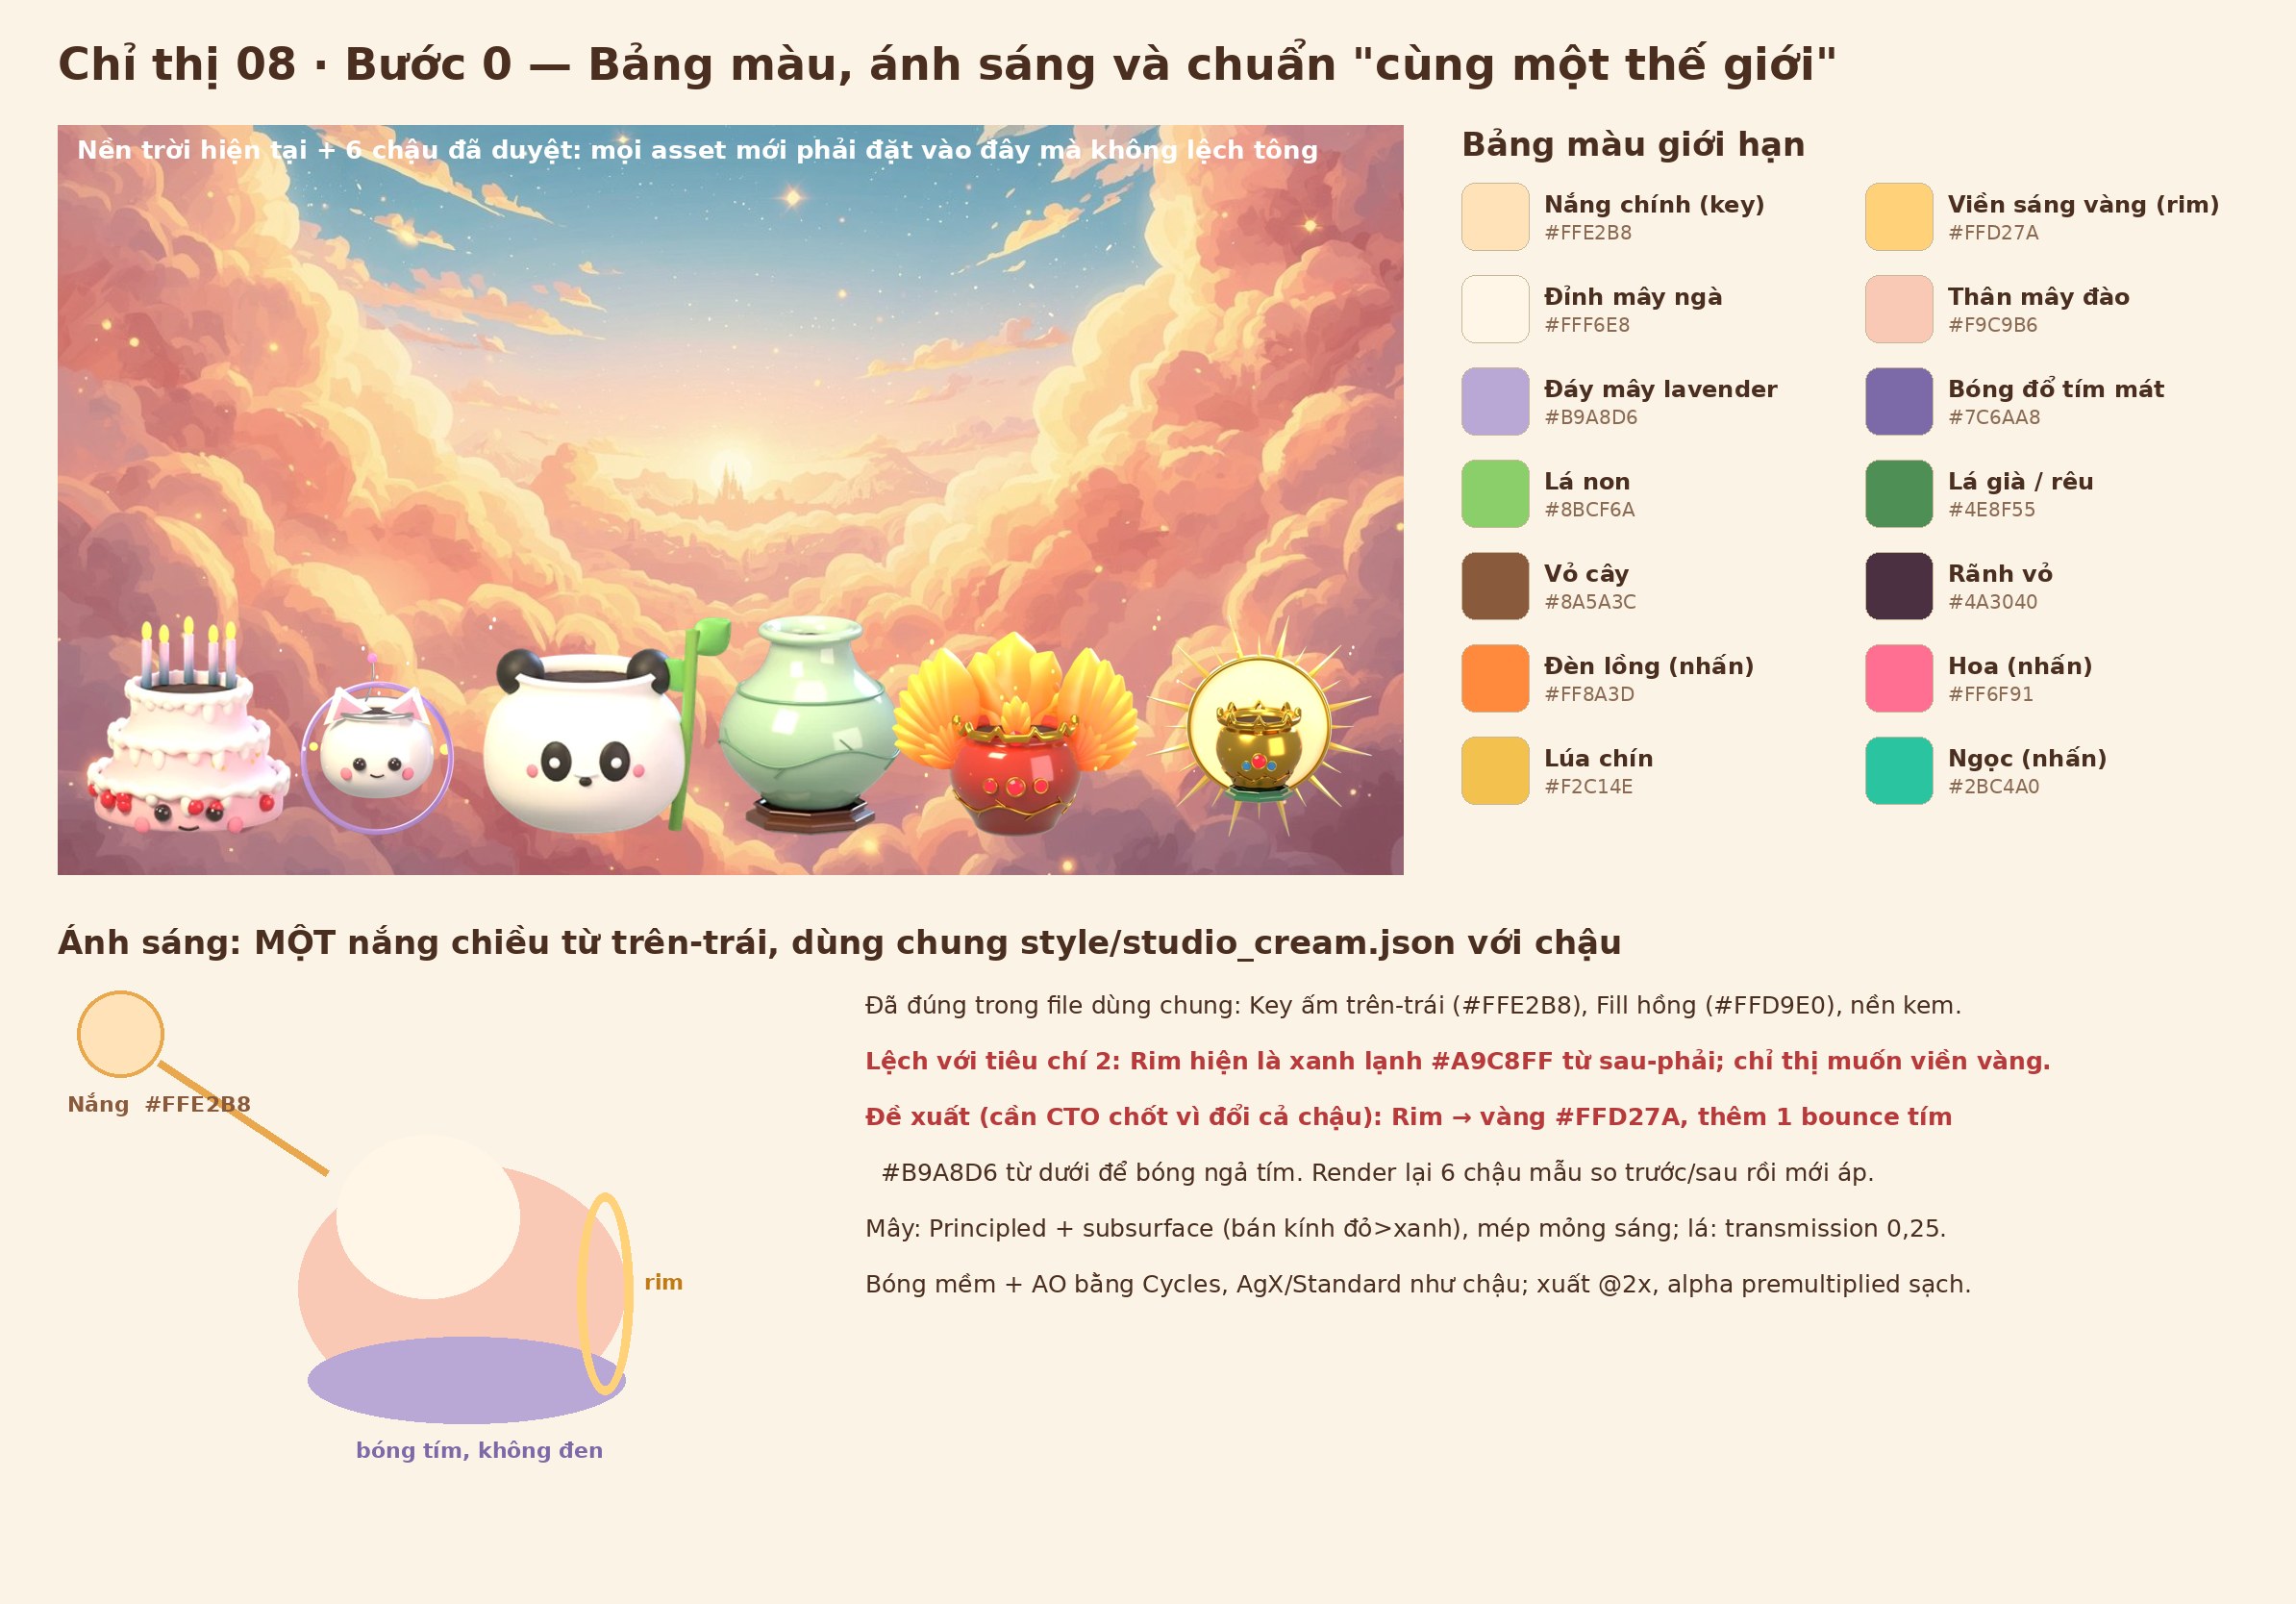 Chỉ thị 08 · Bước 0 — Bảng màu, ánh sáng và chuẩn "cùng một thế giới"
Nền trời hiện tại + 6 chậu đã duyệt: mọi asset mới phải đặt vào đây mà không lệch tông
Bảng màu giới hạn
Nắng chính (key)
#FFE2B8
Viền sáng vàng (rim)
#FFD27A
Đỉnh mây ngà
#FFF6E8
Thân mây đào
#F9C9B6
Đáy mây lavender
#B9A8D6
Bóng đổ tím mát
#7C6AA8
Lá non
#8BCF6A
Lá già / rêu
#4E8F55
Vỏ cây
#8A5A3C
Rãnh vỏ
#4A3040
Đèn lồng (nhấn)
#FF8A3D
Hoa (nhấn)
#FF6F91
Lúa chín
#F2C14E
Ngọc (nhấn)
#2BC4A0
Ánh sáng: MỘT nắng chiều từ trên-trái, dùng chung style/studio_cream.json với chậu
Nắng  #FFE2B8
rim
bóng tím, không đen
Đã đúng trong file dùng chung: Key ấm trên-trái (#FFE2B8), Fill hồng (#FFD9E0), nền kem.
Lệch với tiêu chí 2: Rim hiện là xanh lạnh #A9C8FF từ sau-phải; chỉ thị muốn viền vàng.
Đề xuất (cần CTO chốt vì đổi cả chậu): Rim → vàng #FFD27A, thêm 1 bounce tím
#B9A8D6 từ dưới để bóng ngả tím. Render lại 6 chậu mẫu so trước/sau rồi mới áp.
Mây: Principled + subsurface (bán kính đỏ>xanh), mép mỏng sáng; lá: transmission 0,25.
Bóng mềm + AO bằng Cycles, AgX/Standard như chậu; xuất @2x, alpha premultiplied sạch.